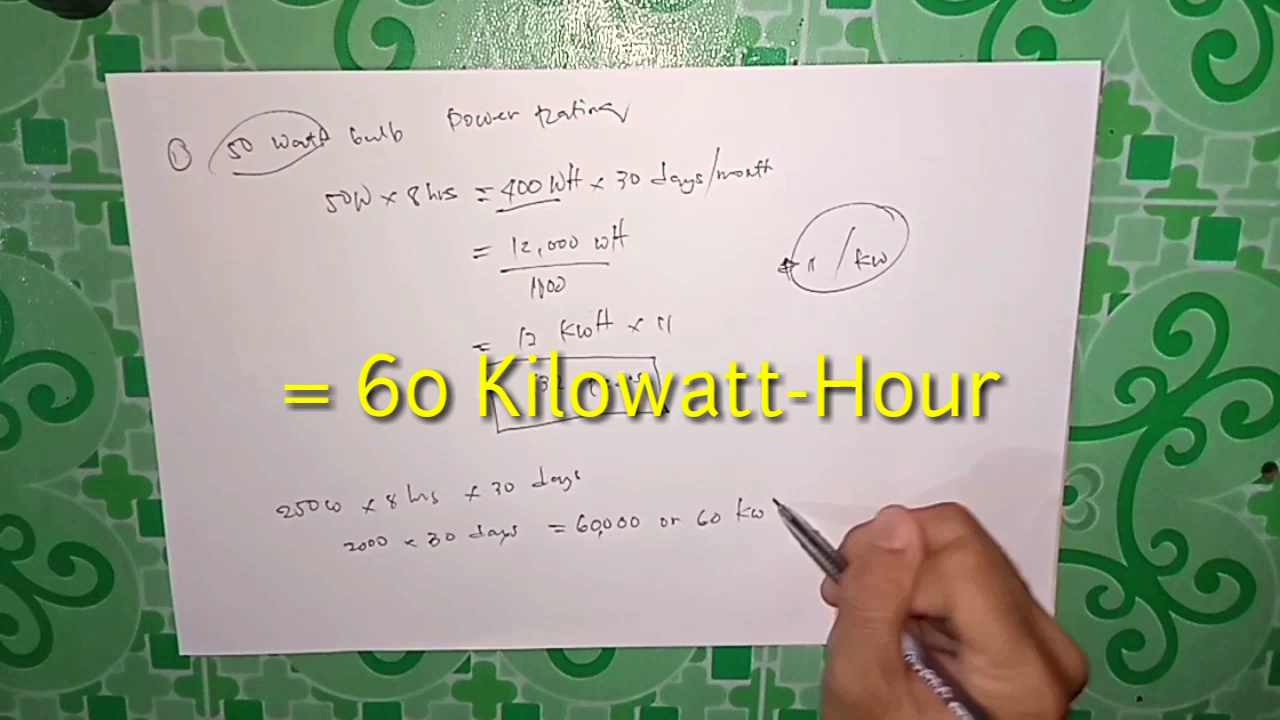 ① 50 Watt bulb Power Rating
50W × 8 hrs = 400 WH × 30 days/month
= 12,000 WH
1000
11 / KW
= 12 KWH × 11
= 60 Kilowatt-Hour
250W × 8 hrs × 30 days
2000 × 30 days = 60,000 or 60 KW